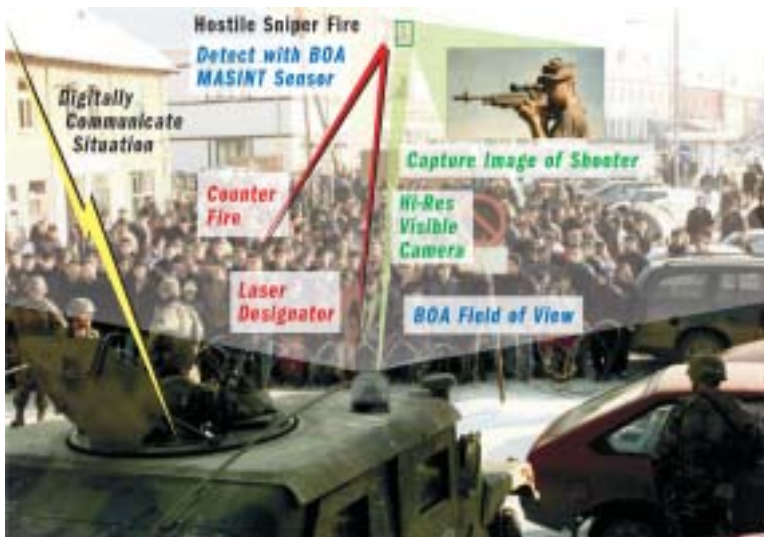 Hostile Sniper Fire
Detect with BOA
MASINT Sensor
Digitally
Communicate
Situation
Capture Image of Shooter
Counter
Fire
Hi-Res
Visible
Camera
Laser
Designator
BOA Field of View